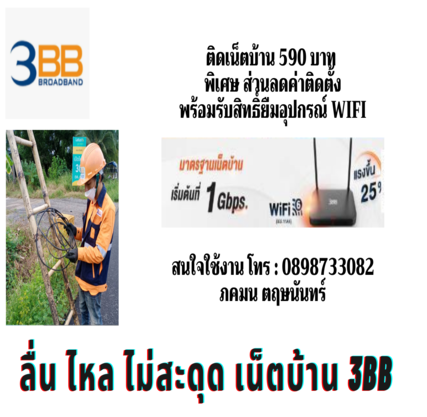 3BB
BROADBAND
ติดเน็ตบ้าน 590 บาท
พิเศษ ส่วนลดค่าติดตั้ง
พร้อมรับสิทธิ์ยืมอุปกรณ์ WIFI
มาตรฐานเน็ตบ้าน
เริ่มต้นที่ 1 Gbps.
WiFi
แรงขึ้น
25
สนใจใช้งาน โทร : 0898733082
ภคมน ตฤษนันทร์
ลื่น ไหล ไม่สะดุด เน็ตบ้าน 3BB